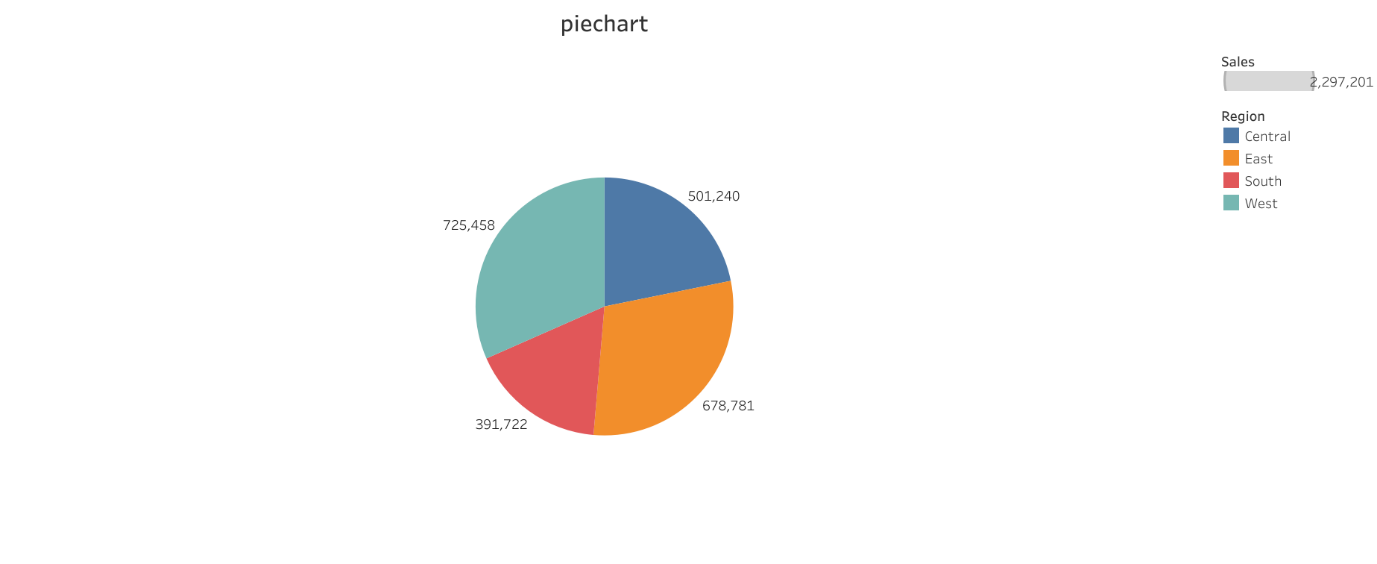 piechart
Sales
2,297,201
Region
Central
East
South
West
501,240
725,458
678,781
391,722